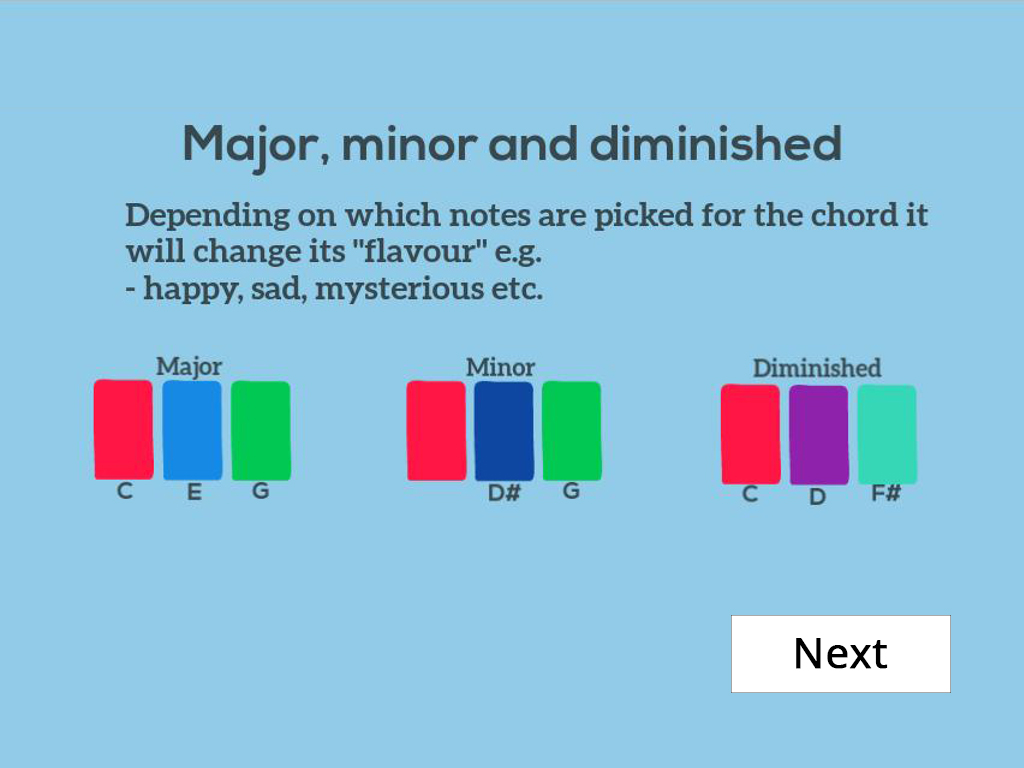 Major, minor and diminished
Depending on which notes are picked for the chord it
will change its "flavour" e.g.
- happy, sad, mysterious etc.
Major
C E G
Minor
D# G
Diminished
C D F#
Next